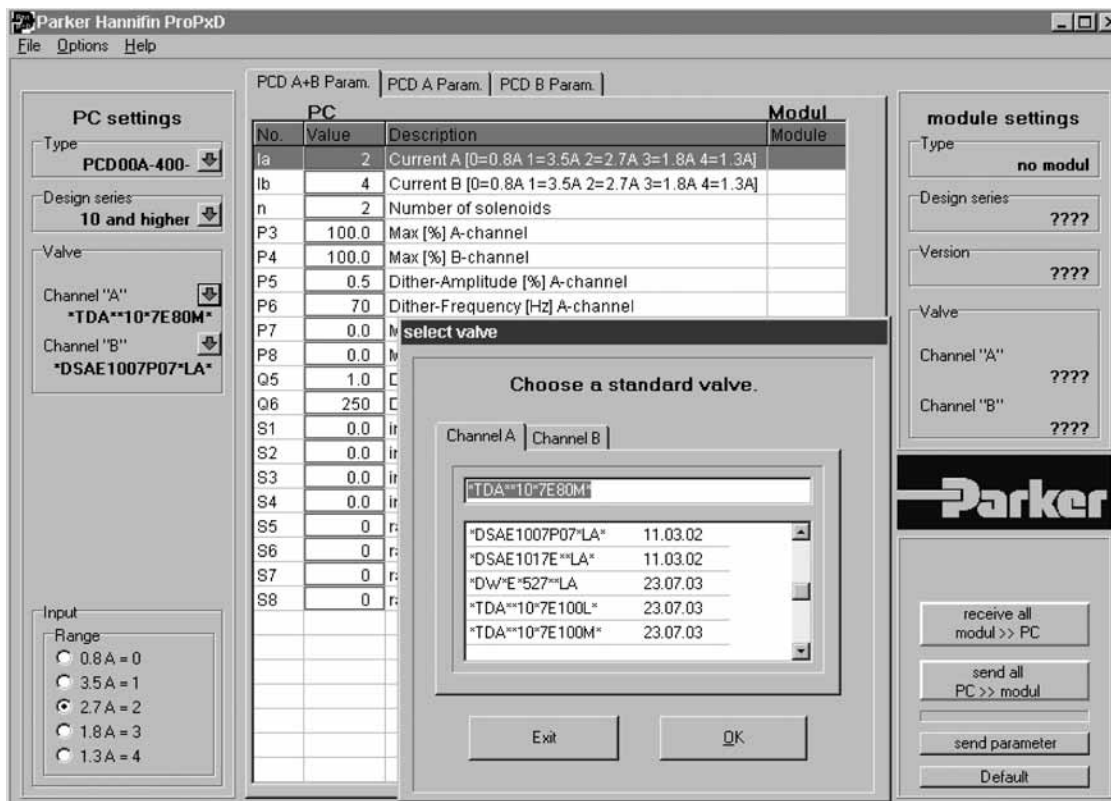 Parker Hannifin ProPxD
File Options Help
PCD A+B Param. PCD A Param. PCD B Param.
PC settings
Type
PCD00A-400-
Design series
10 and higher
Valve
Channel "A"
*TDA**10*7E80M*
Channel "B"
*DSAE1007P07*LA*
Input
Range
0.8 A = 0
3.5 A = 1
2.7 A = 2
1.8 A = 3
1.3 A = 4
PC Modul
No. Value Description Module
Ia 2 Current A [0=0.8A 1=3.5A 2=2.7A 3=1.8A 4=1.3A]
Ib 4 Current B [0=0.8A 1=3.5A 2=2.7A 3=1.8A 4=1.3A]
n 2 Number of solenoids
P3 100.0 Max [%] A-channel
P4 100.0 Max [%] B-channel
P5 0.5 Dither-Amplitude [%] A-channel
P6 70 Dither-Frequency [Hz] A-channel
P7 0.0
P8 0.0
Q5 1.0
Q6 250
S1 0.0
S2 0.0
S3 0.0
S4 0.0
S5 0
S6 0
S7 0
S8 0
select valve
Choose a standard valve.
Channel A Channel B
*TDA**10*7E80M*
*DSAE1007P07*LA* 11.03.02
*DSAE1017E**LA* 11.03.02
*DW*E*527**LA 23.07.03
*TDA**10*7E100L* 23.07.03
*TDA**10*7E100M* 23.07.03
Exit OK
module settings
Type
no modul
Design series
????
Version
????
Valve
Channel "A"
????
Channel "B"
????
Parker
receive all
modul >> PC
send all
PC >> modul
send parameter
Default